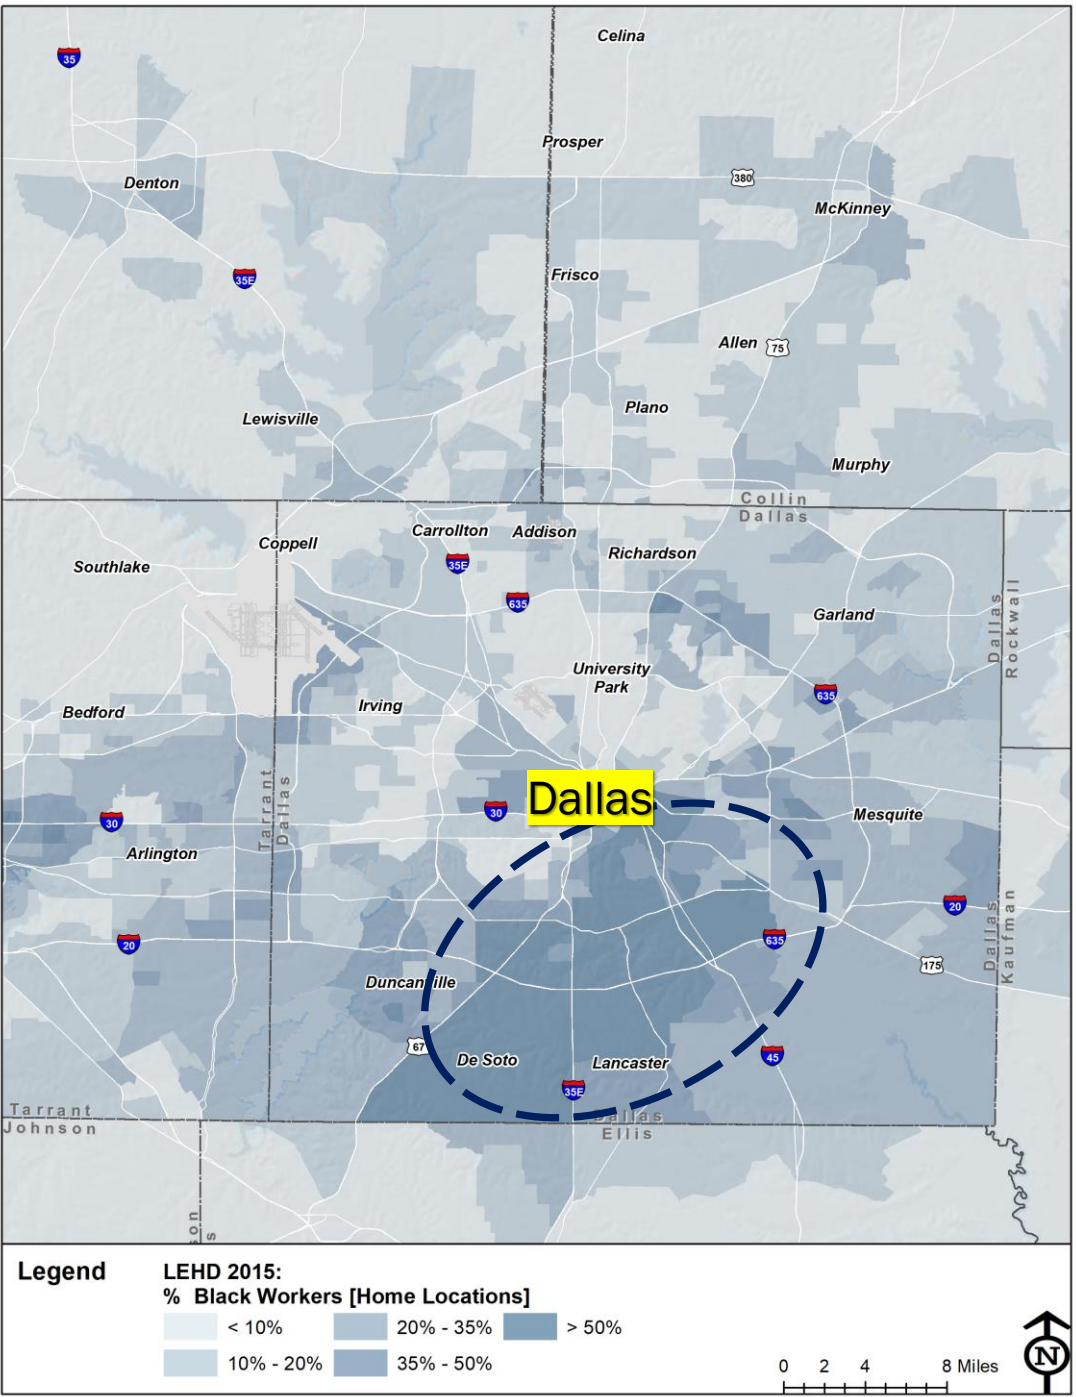 Celina
35
Prosper
Denton
380
McKinney
35E
Frisco
Allen
75
Plano
Lewisville
Murphy
Collin
Dallas
Carrollton
Addison
Coppell
Richardson
35E
Southlake
635
Garland
Dallas
Rockwall
University
Park
635
Irving
Bedford
Tarrant
Dallas
Dallas
30
30
Mesquite
Arlington
20
20
635
Dallas
Kaufman
175
Duncanville
67
De Soto
Lancaster
45
35E
Tarrant
Johnson
Dallas
Ellis
son
s
Legend
LEHD 2015:
% Black Workers [Home Locations]
< 10%
20% - 35%
> 50%
10% - 20%
35% - 50%
0 2 4 8 Miles
N